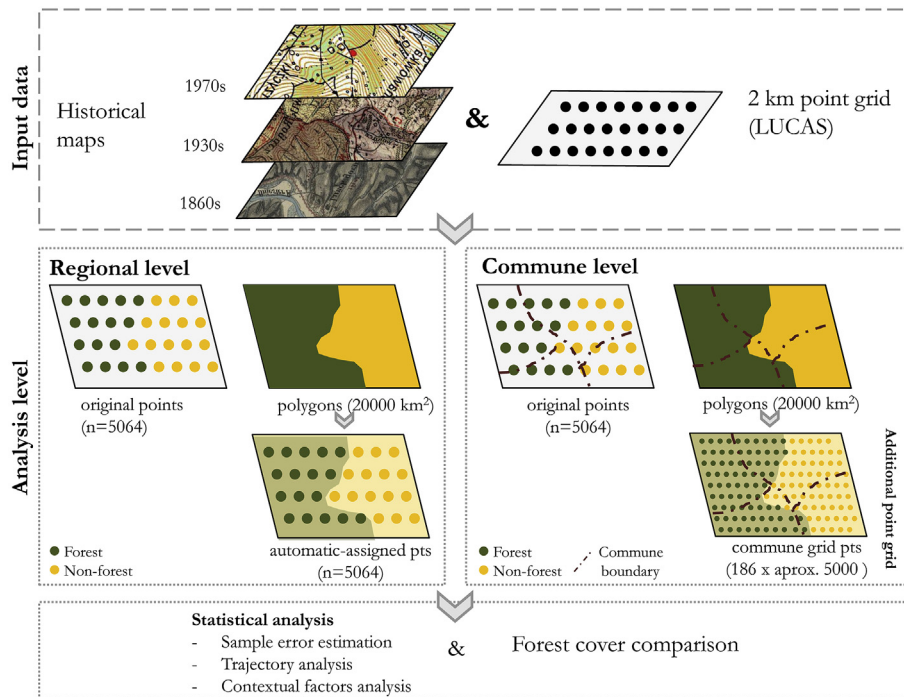 Input data
Historical
maps
1970s
1930s
1860s
&
2 km point grid
(LUCAS)
Analysis level
Regional level
original points
(n=5064)
polygons (20000 km²)
automatic-assigned pts
(n=5064)
Forest
Non-forest
Commune level
original points
(n=5064)
polygons (20000 km²)
Additional point grid
commune grid pts
(186 x aprox. 5000 )
Forest
Non-forest
Commune
boundary
Statistical analysis
- Sample error estimation
- Trajectory analysis
- Contextual factors analysis
&
Forest cover comparison